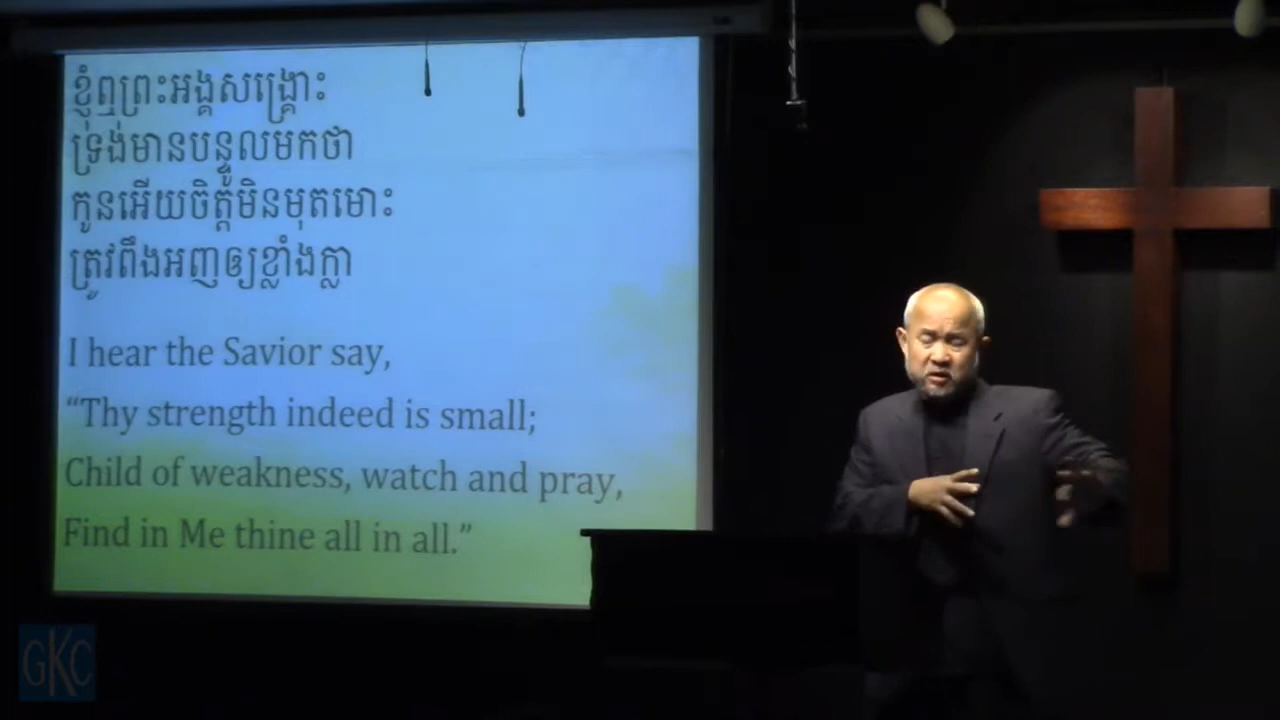 ខ្ញុំឮព្រះអង្គសង្គ្រោះ
ទ្រង់មានបន្ទូលមកថា
កូនអើយចិត្តមិនមុតមោះ
ត្រូវពឹងអញឲ្យខ្លាំងក្លា
I hear the Savior say,
“Thy strength indeed is small;
Child of weakness, watch and pray,
Find in Me thine all in all.”
GKC